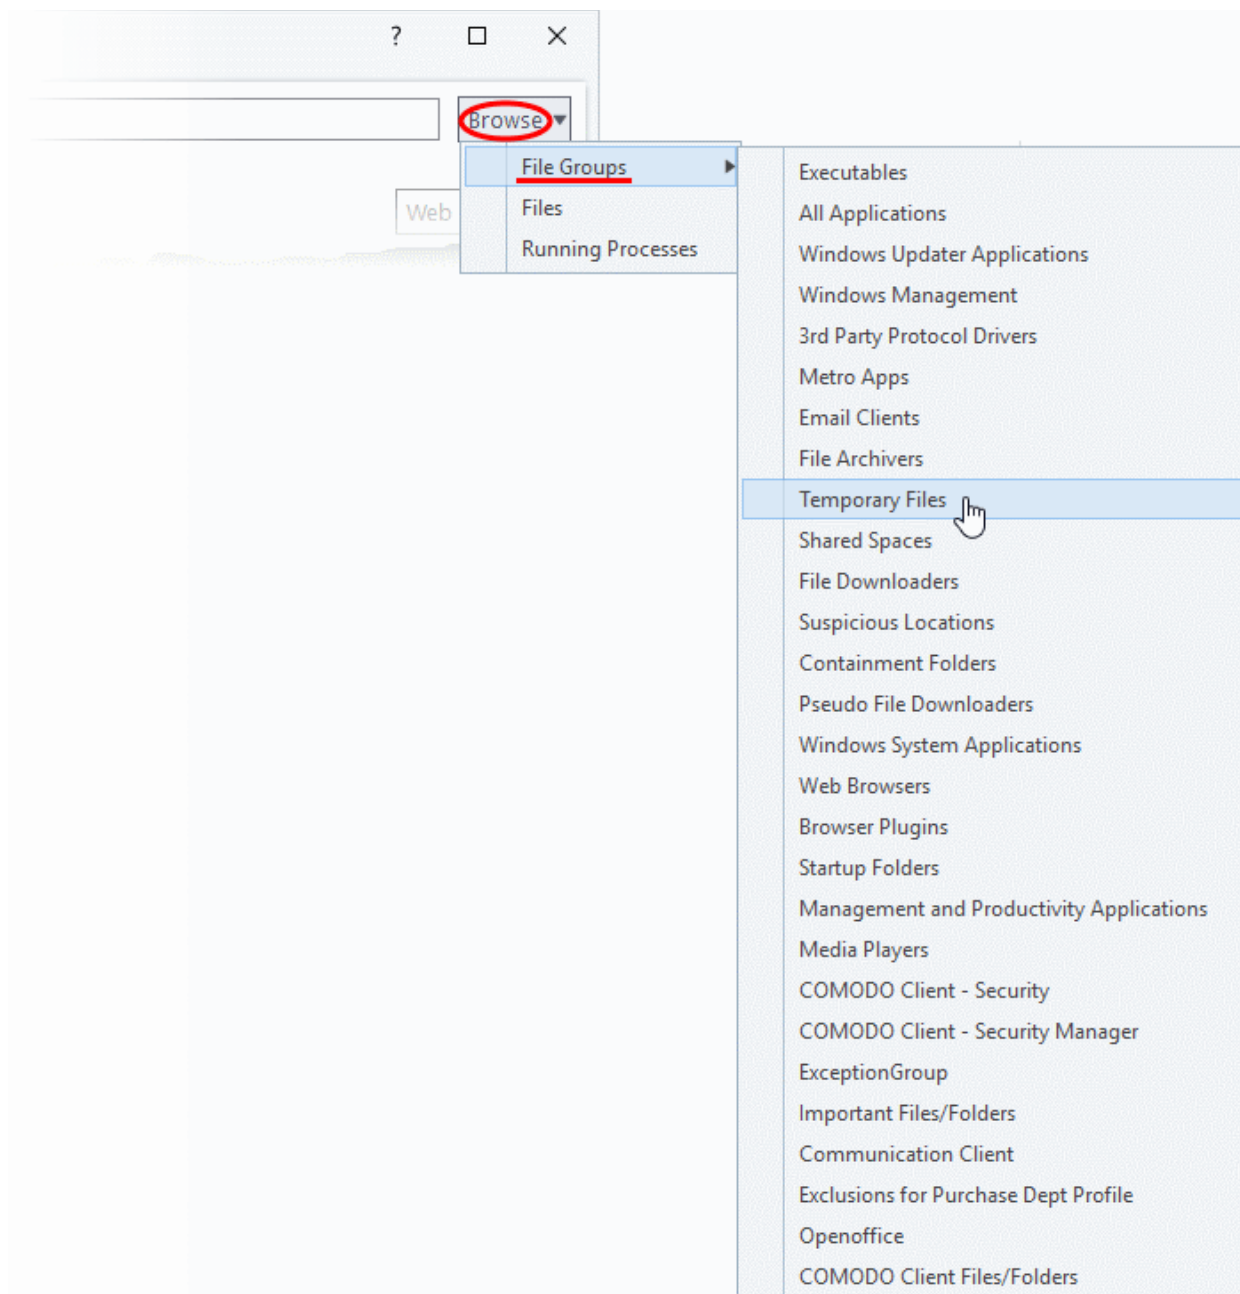 ?
Browse
File Groups
Web
Files
Running Processes
Executables
All Applications
Windows Updater Applications
Windows Management
3rd Party Protocol Drivers
Metro Apps
Email Clients
File Archivers
Temporary Files
Shared Spaces
File Downloaders
Suspicious Locations
Containment Folders
Pseudo File Downloaders
Windows System Applications
Web Browsers
Browser Plugins
Startup Folders
Management and Productivity Applications
Media Players
COMODO Client - Security
COMODO Client - Security Manager
ExceptionGroup
Important Files/Folders
Communication Client
Exclusions for Purchase Dept Profile
Openoffice
COMODO Client Files/Folders